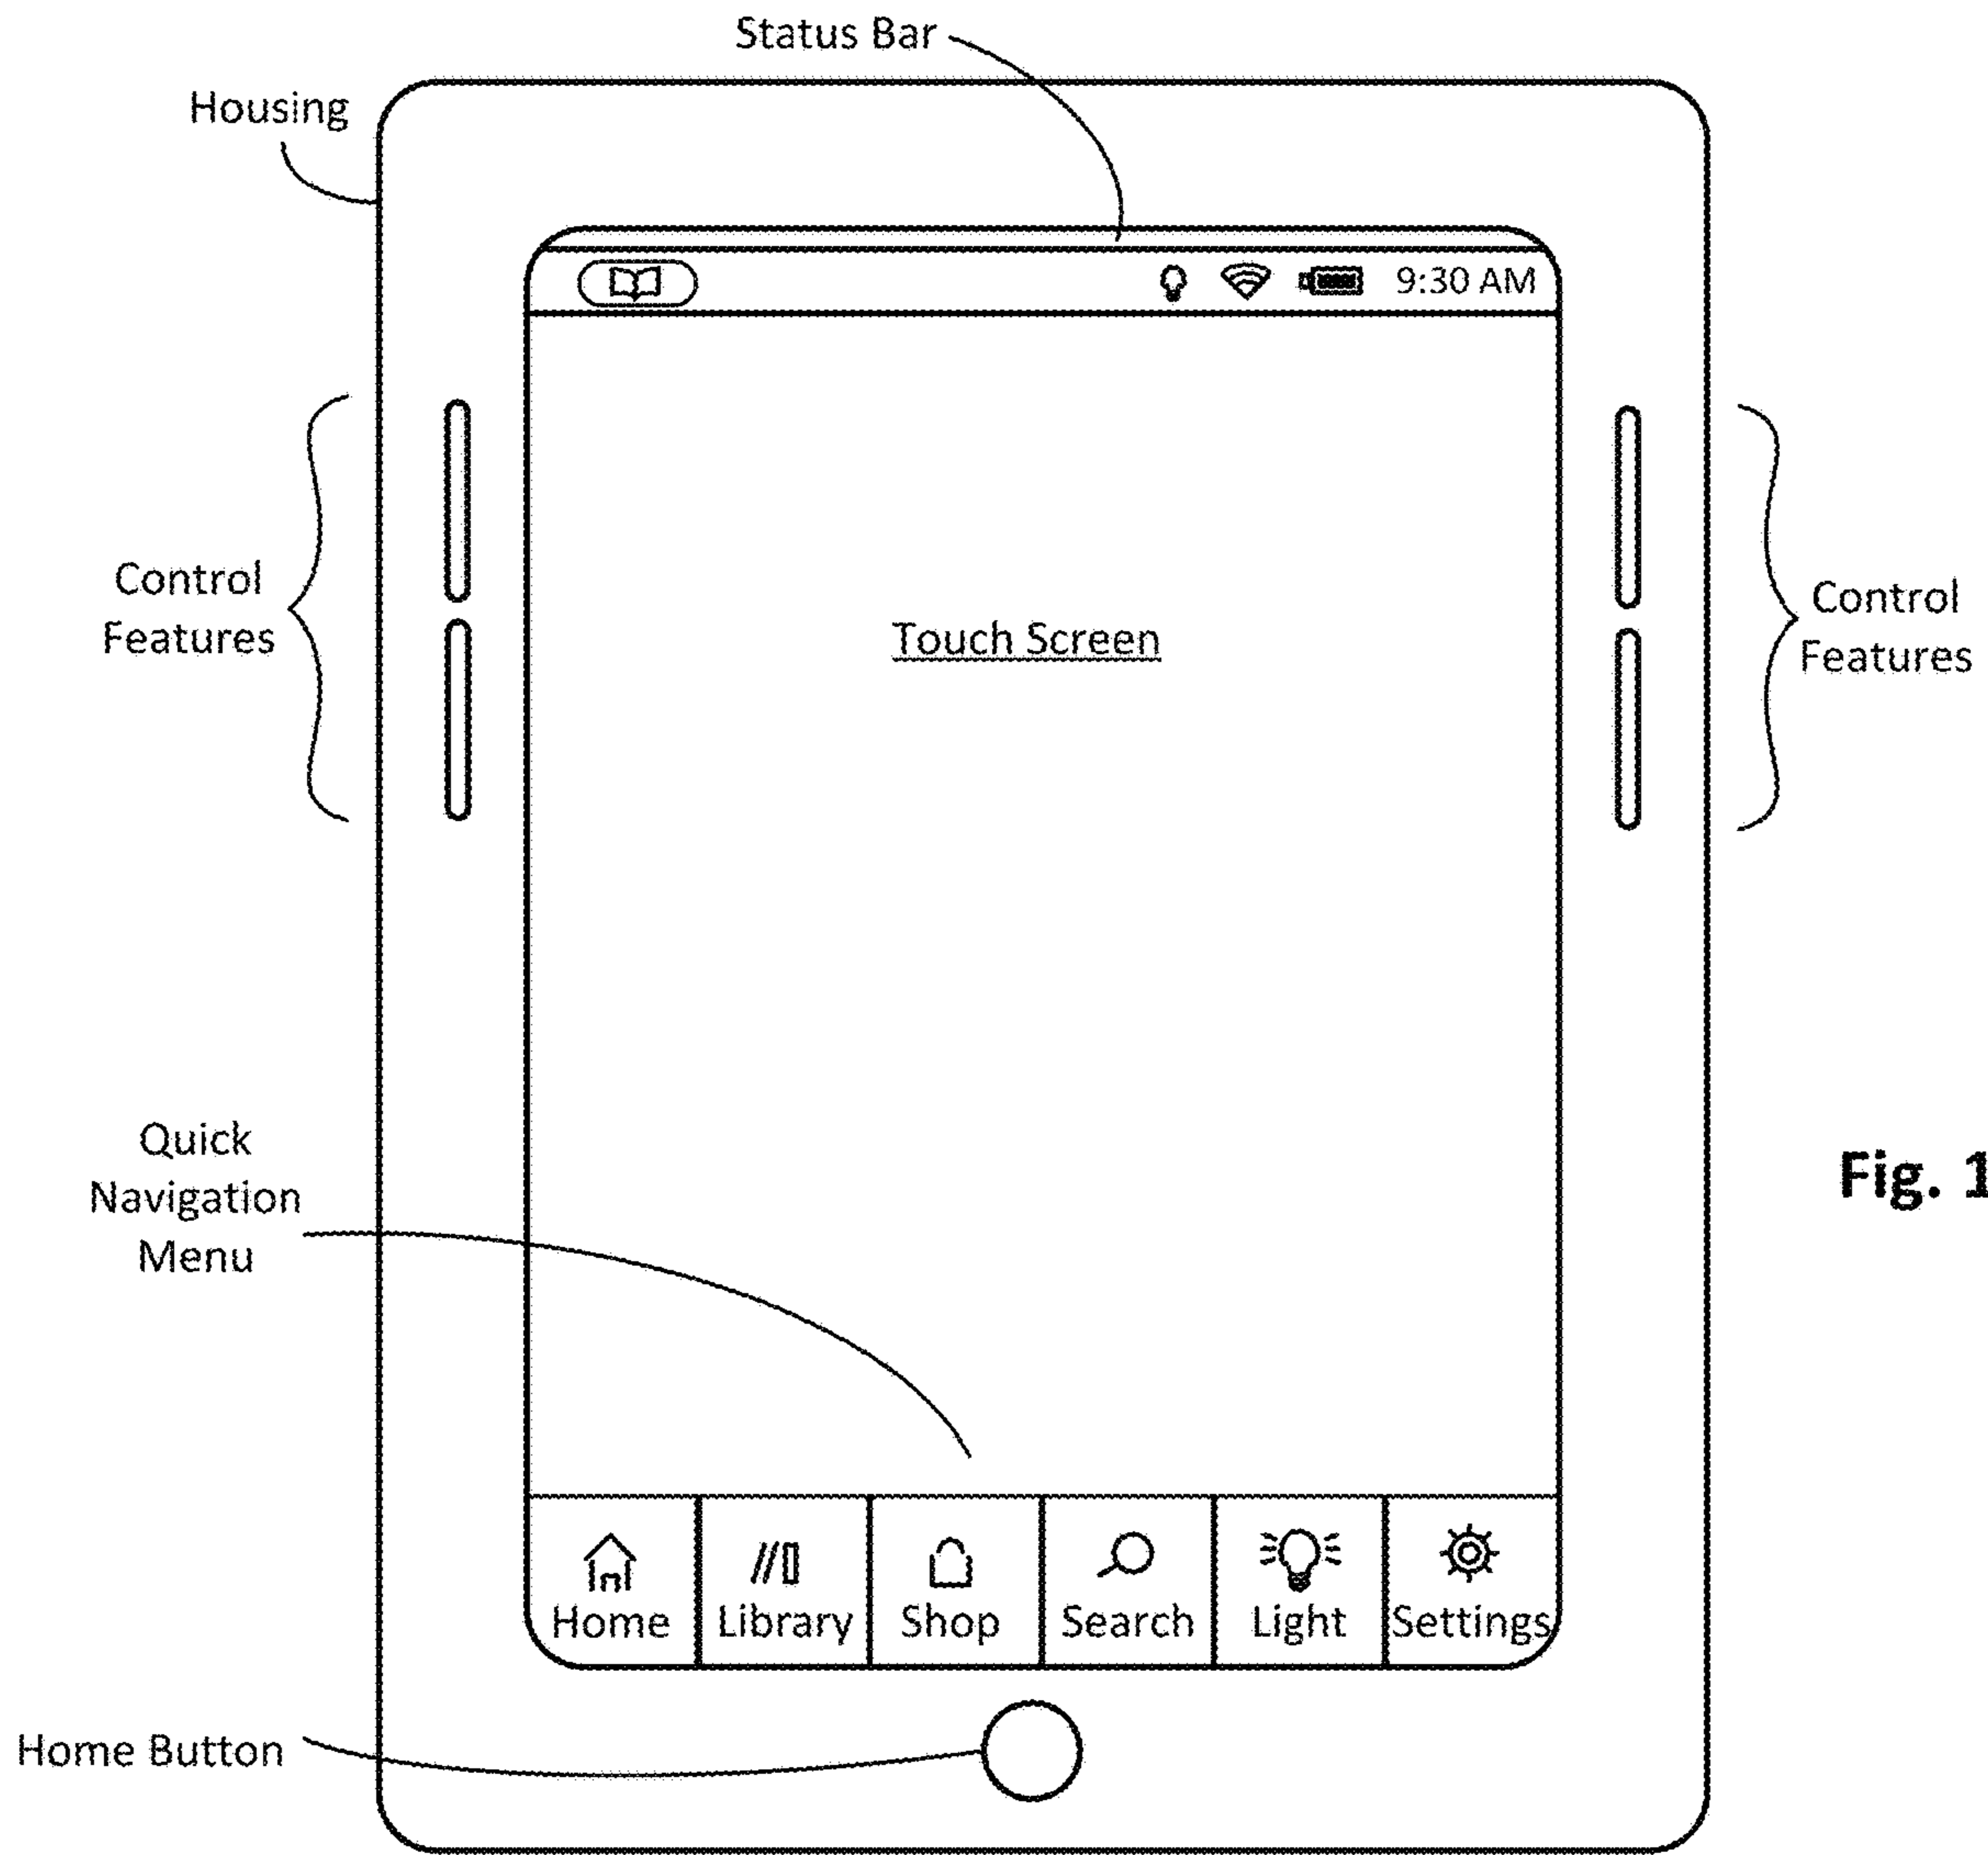 Status Bar
Housing
9:30 AM
Control
Features
Touch Screen
Control
Features
Quick
Navigation
Menu
Fig. 1
Home
Library
Shop
Search
Light
Settings
Home Button